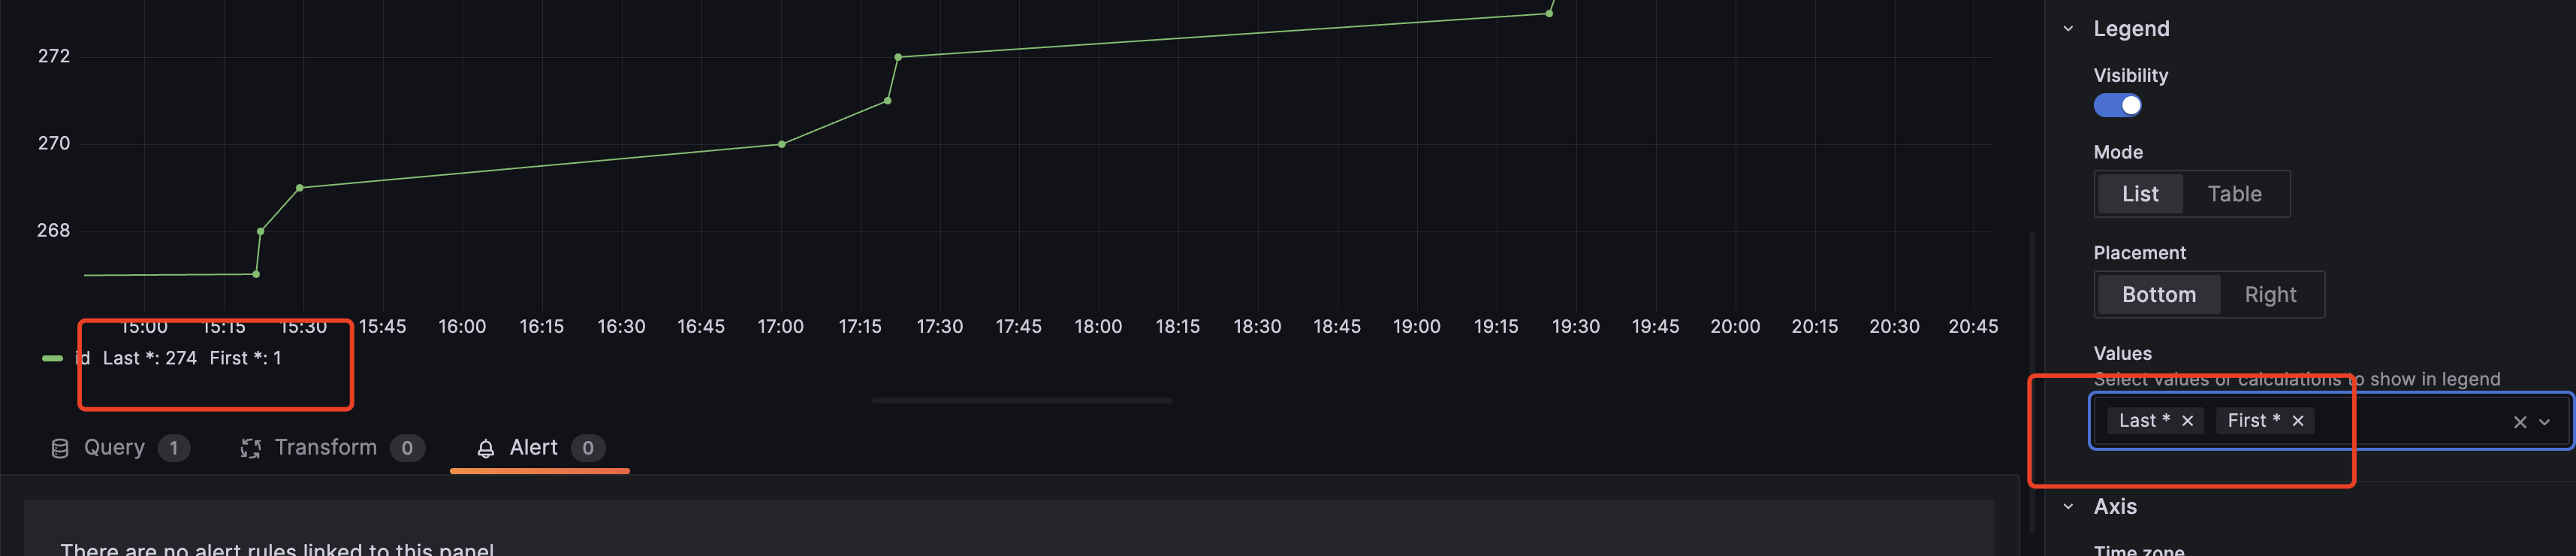 272
270
268
15:00 15:15 15:30 15:45 16:00 16:15 16:30 16:45 17:00 17:15 17:30 17:45 18:00 18:15 18:30 18:45 19:00 19:15 19:30 19:45 20:00 20:15 20:30 20:45
id Last *: 274 First *: 1
Query 1 Transform 0 Alert 0
There are no alert rules linked to this panel
Legend
Visibility
Mode
List Table
Placement
Bottom Right
Values
Select values or calculations to show in legend
Last * First *
Axis
Time zone